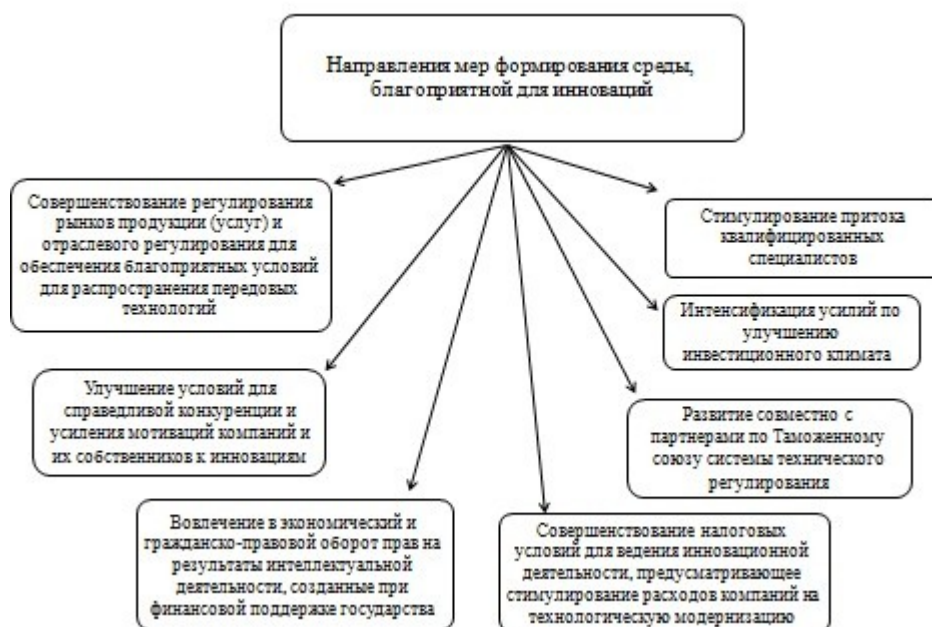 Направления мер формирования среды,
благоприятной для инноваций
Совершенствование регулирования
рынков продукции (услуг) и
отраслевого регулирования для
обеспечения благоприятных условий
для распространения передовых
технологий
Стимулирование притока
квалифицированных
специалистов
Интенсификация усилий по
улучшению
инвестиционного климата
Улучшение условий для
справедливой конкуренции и
усиления мотиваций компаний и
их собственников к инновациям
Развитие совместно с
партнерами по Таможенному
союзу системы технического
регулирования
Вовлечение в экономический и
гражданско-правовой оборот прав на
результаты интеллектуальной
деятельности, созданные при
финансовой поддержке государства
Совершенствование налоговых
условий для ведения инновационной
деятельности, предусматривающее
стимулирование расходов компаний на
технологическую модернизацию